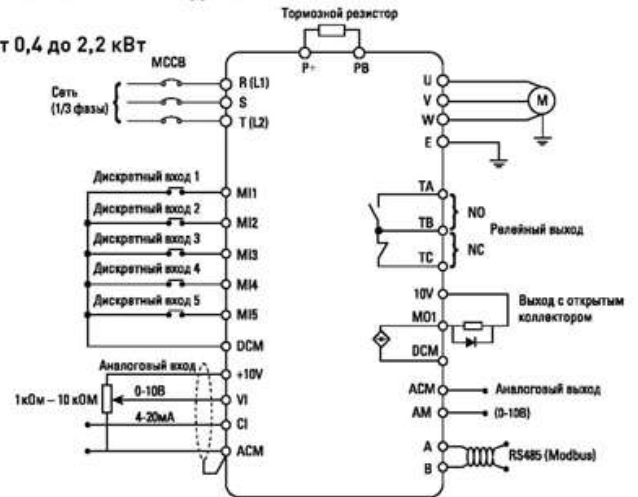 Тормозной резистор
т 0,4 до 2,2 кВт
P+
PB
MCCB
Сеть
(1/3 фазы)
R (L1)
S
T (L2)
U
V
W
E
M
Дискретный вход 1
MI1
Дискретный вход 2
MI2
Дискретный вход 3
MI3
Дискретный вход 4
MI4
Дискретный вход 5
MI5
DCM
TA
TB
TC
NO
NC
Релейный выход
10V
MO1
DCM
Выход с открытым
коллектором
Аналоговый вход
+10V
1кОм – 10 кОМ
0-10В
VI
4-20мА
CI
ACM
ACM
Аналоговый выход
AM
(0-10В)
A
B
RS485 (Modbus)